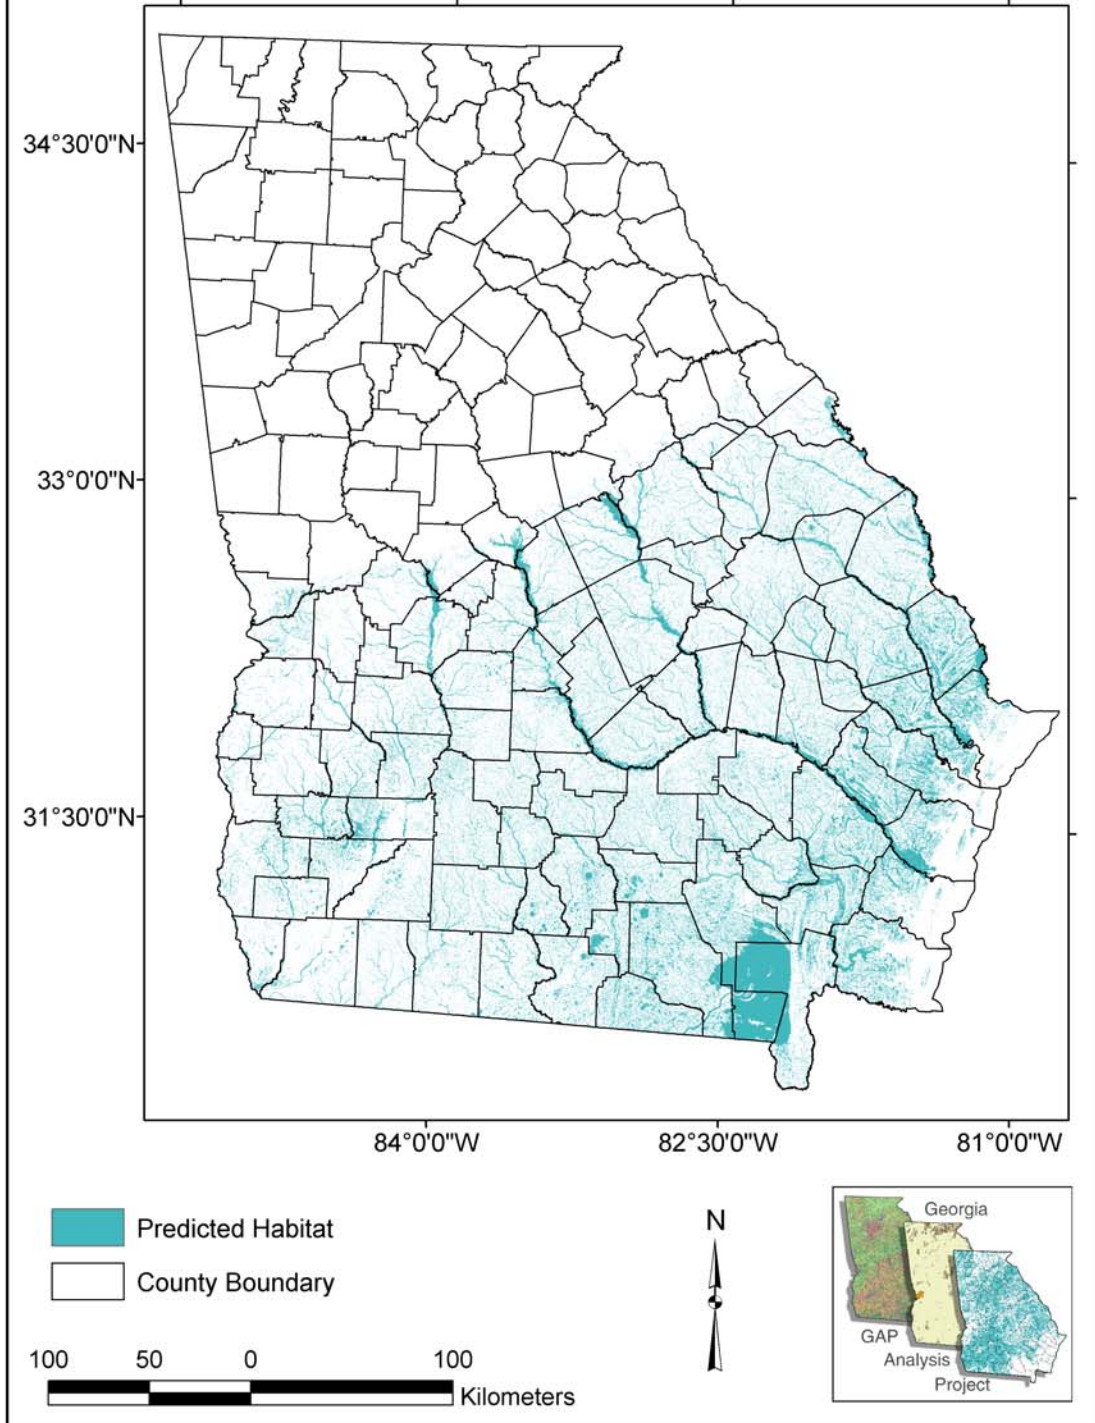 34°30'0"N
33°0'0"N
31°30'0"N
84°0'0"W 82°30'0"W 81°0'0"W
Predicted Habitat
County Boundary
100 50 0 100
Kilometers
N
Georgia
GAP
Analysis
Project